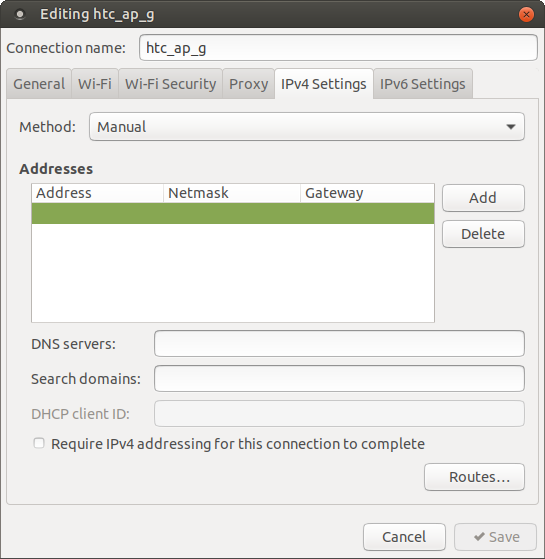 Editing htc_ap_g
Connection name: htc_ap_g
General Wi-Fi Wi-Fi Security Proxy IPv4 Settings IPv6 Settings
Method: Manual
Addresses
Address Netmask Gateway
Add
Delete
DNS servers:
Search domains:
DHCP client ID:
Require IPv4 addressing for this connection to complete
Routes...
Cancel Save